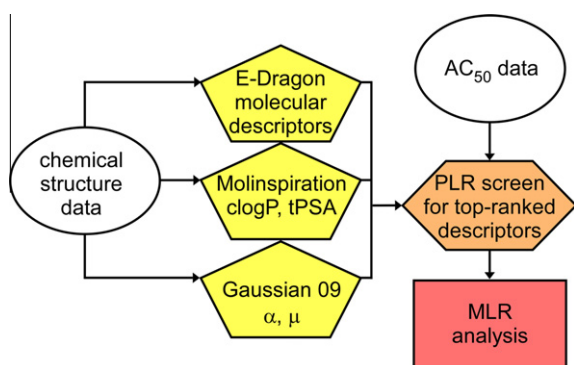 chemical
structure
data
E-Dragon
molecular
descriptors
Molinspiration
clogP, tPSA
Gaussian 09
α, μ
AC₅₀ data
PLR screen
for top-ranked
descriptors
MLR
analysis